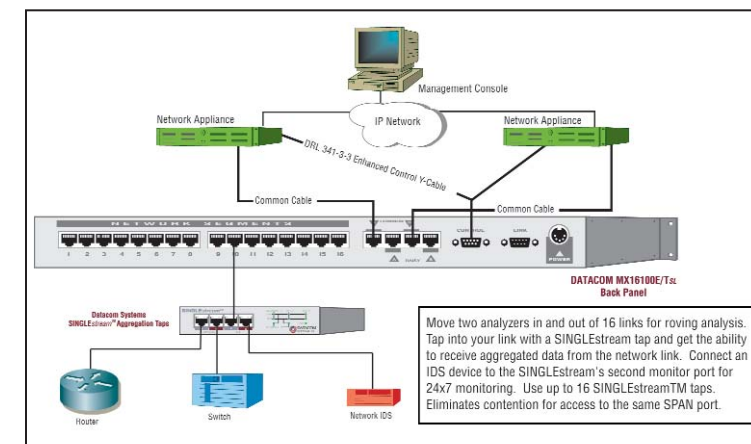 Management Console
Network Appliance
IP Network
Network Appliance
DRL 341-3-3 Enhanced Control Y-Cable
Common Cable
Common Cable
NETWORK SEGMENTS
1 2 3 4 5 6 7 8 9 10 11 12 13 14 15 16
CONTROL
LINK
POWER
DATACOM MX16100E/TSL
Back Panel
Datacom Systems
SINGLEstream™ Aggregation Taps
SINGLEstream™
Router
Switch
Network IDS
Move two analyzers in and out of 16 links for roving analysis.
Tap into your link with a SINGLEstream tap and get the ability
to receive aggregated data from the network link. Connect an
IDS device to the SINGLEstream's second monitor port for
24x7 monitoring. Use up to 16 SINGLEstreamTM taps.
Eliminates contention for access to the same SPAN port.